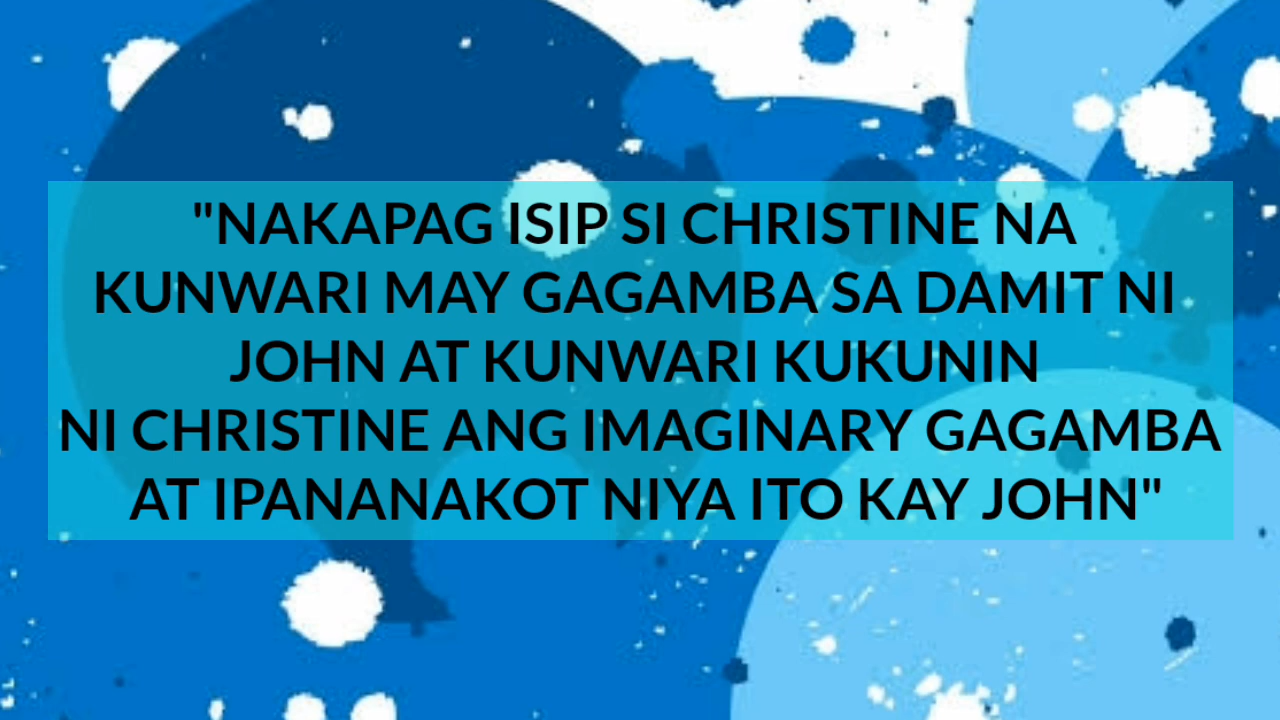 "NAKAPAG ISIP SI CHRISTINE NA
KUNWARI MAY GAGAMBA SA DAMIT NI
JOHN AT KUNWARI KUKUNIN
NI CHRISTINE ANG IMAGINARY GAGAMBA
AT IPANANAKOT NIYA ITO KAY JOHN"